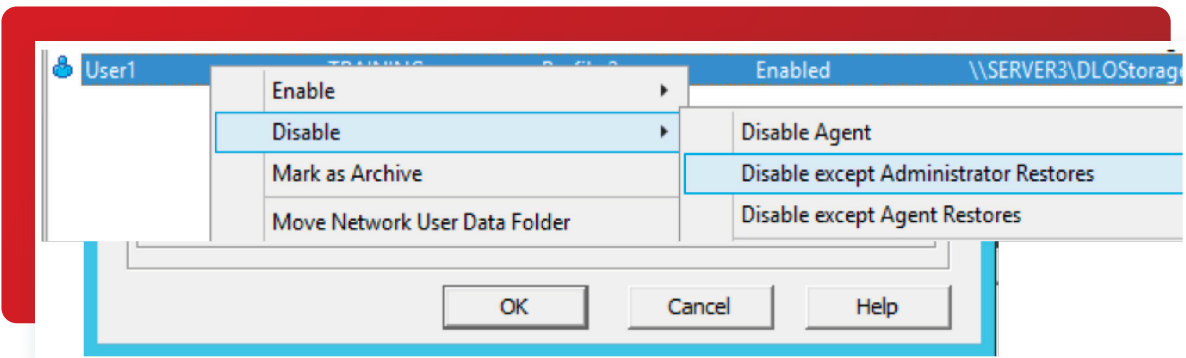 User1 Enabled \\SERVER3\DLOStorage
Enable
Disable Disable Agent
Mark as Archive Disable except Administrator Restores
Move Network User Data Folder Disable except Agent Restores
OK Cancel Help